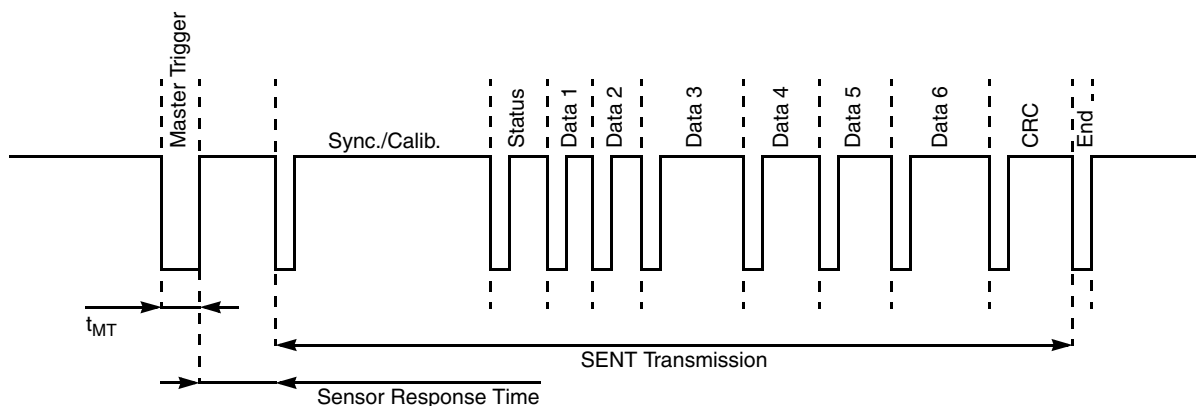 Master Trigger
Sync./Calib.
Status
Data 1
Data 2
Data 3
Data 4
Data 5
Data 6
CRC
End
tMT
SENT Transmission
Sensor Response Time